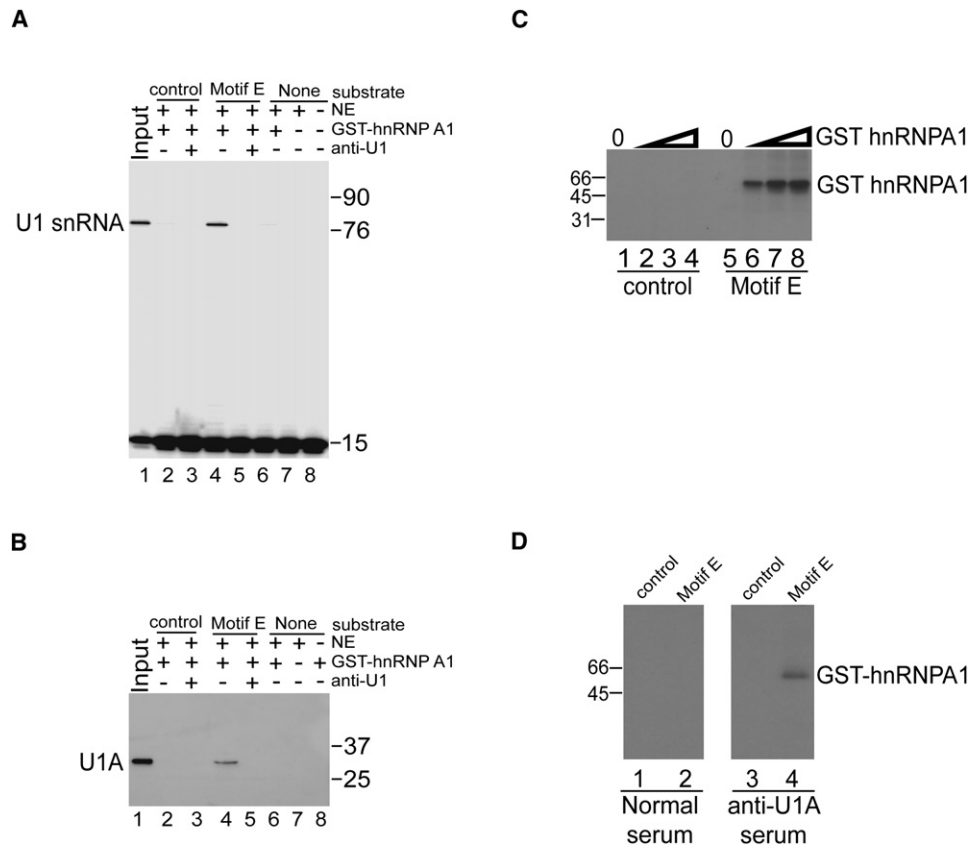 A
control Motif E None substrate
Input + + + + + + - NE
+ + + + + - - GST-hnRNP A1
- + - + - - - anti-U1
U1 snRNA
-90
-76
-15
1 2 3 4 5 6 7 8
B
control Motif E None substrate
Input + + + + + + - NE
+ + + + + - + GST-hnRNP A1
- + - + - - - anti-U1
U1A
-37
-25
1 2 3 4 5 6 7 8
C
0 0 GST hnRNPA1
66-
45-
31-
GST hnRNPA1
1 2 3 4 5 6 7 8
control Motif E
D
control Motif E control Motif E
66-
45-
GST-hnRNPA1
1 2 3 4
Normal serum
anti-U1A serum